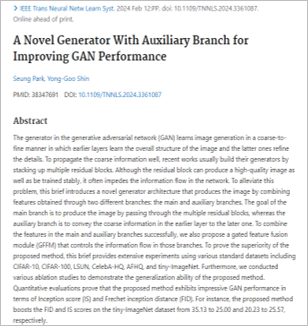 > IEEE Trans Neural Netw Learn Syst. 2024 Feb 12:PP. doi: 10.1109/TNNLS.2024.3361087.
Online ahead of print.
A Novel Generator With Auxiliary Branch for
Improving GAN Performance
Seung Park, Yong-Goo Shin
PMID: 38347691 DOI: 10.1109/TNNLS.2024.3361087
Abstract
The generator in the generative adversarial network (GAN) learns image generation in a coarse-to-
fine manner in which earlier layers learn the overall structure of the image and the latter ones refine
the details. To propagate the coarse information well, recent works usually build their generators by
stacking up multiple residual blocks. Although the residual block can produce a high-quality image as
well as be trained stably, it often impedes the information flow in the network. To alleviate this
problem, this brief introduces a novel generator architecture that produces the image by combining
features obtained through two different branches: the main and auxiliary branches. The goal of the
main branch is to produce the image by passing through the multiple residual blocks, whereas the
auxiliary branch is to convey the coarse information in the earlier layer to the later one. To combine
the features in the main and auxiliary branches successfully, we also propose a gated feature fusion
module (GFFM) that controls the information flow in those branches. To prove the superiority of the
proposed method, this brief provides extensive experiments using various standard datasets including
CIFAR-10, CIFAR-100, LSUN, CelebA-HQ, AFHQ, and tiny-ImageNet. Furthermore, we conducted
various ablation studies to demonstrate the generalization ability of the proposed method.
Quantitative evaluations prove that the proposed method exhibits impressive GAN performance in
terms of Inception score (IS) and Frechet inception distance (FID). For instance, the proposed method
boosts the FID and IS scores on the tiny-ImageNet dataset from 35.13 to 25.00 and 20.23 to 25.57,
respectively.